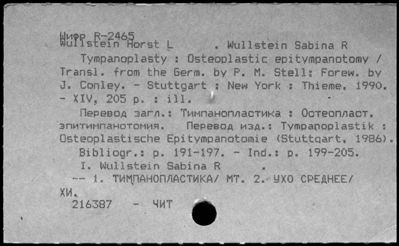 Шифр R-2465
Wullstein Horst L . Wullstein Sabina R
Tympanoplasty : Osteoplastic epitympanotomy /
Transl. from the Germ. by P. M. Stell; Forew. by
J. Conley. - Stuttgart ; New York : Thieme, 1990.
- XIV, 205 p. : ill.
Перевод загл.: Тимпанопластика : Остеопласт.
эпитимпанотомия. Перевод изд.: Tympanoplastik :
Osteoplastische Epitympanotomie (Stuttgart, 1986).
Bibliogr.: p. 191-197. - Ind.: p. 199-205.
I. Wullstein Sabina R .
-- 1. ТИМПАНОПЛАСТИКА/ МТ. 2. УХО СРЕДНЕЕ/
ХИ.
216387 - ЧИТ